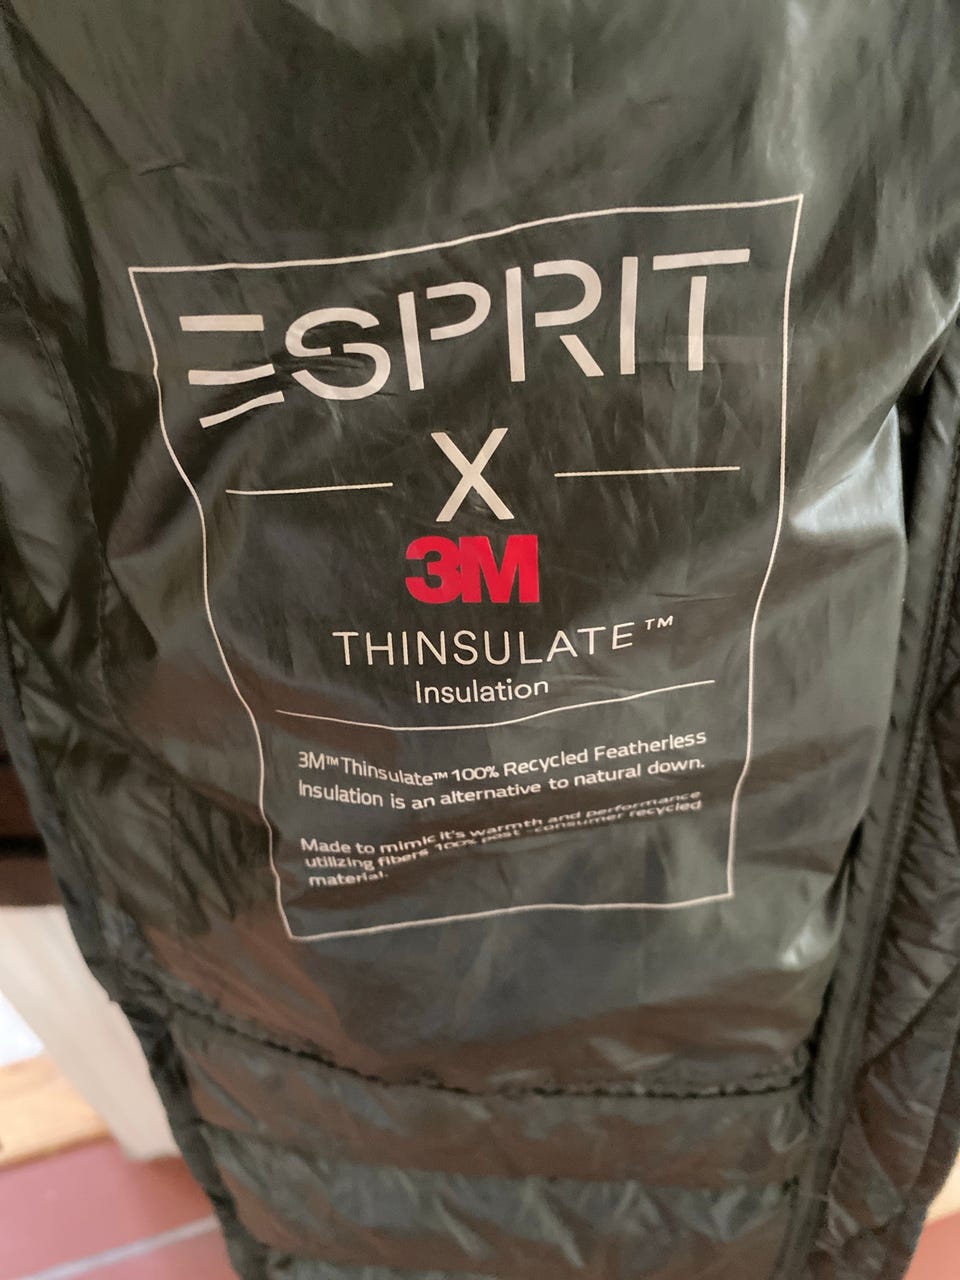 ESPRIT
X
3M
THINSULATE™
Insulation
3M™ Thinsulate™ 100% Recycled Featherless
Insulation is an alternative to natural down.
Made to mimic it's warmth and performance
utilizing fibers 100% post-consumer recycled
material.